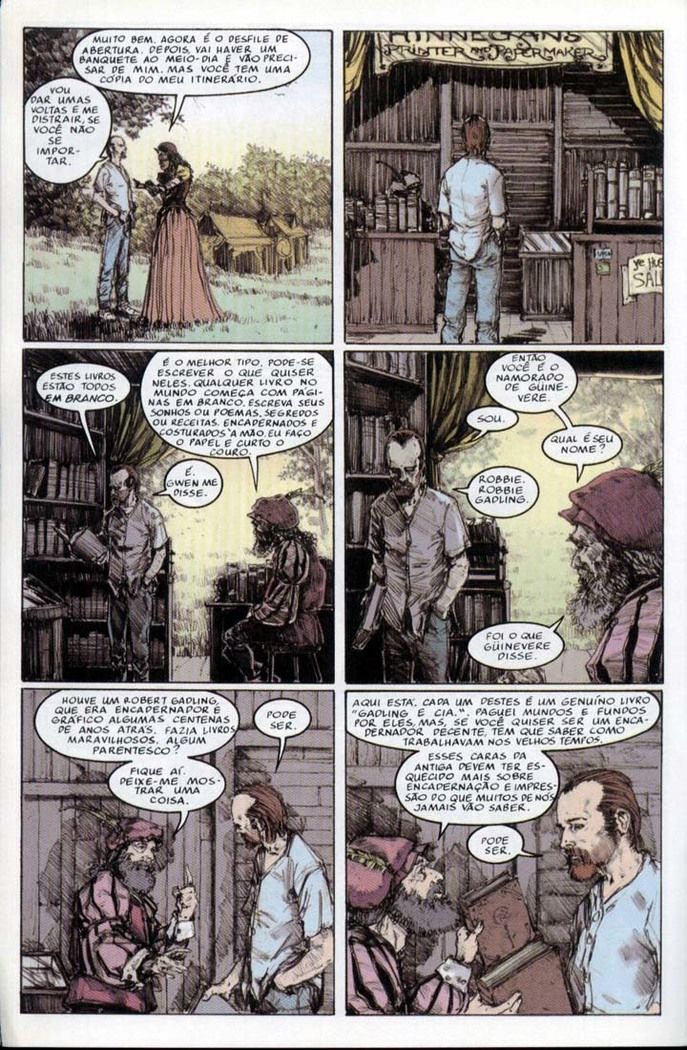 MUITO BEM. AGORA É O DESFILE DE
ABERTURA. DEPOIS, VAI HAVER UM
BANQUETE AO MEIO-DIA E VÃO PRECI-
SAR DE MIM. MAS VOCÊ TEM UMA
CÓPIA DO MEU ITINERÁRIO.
VOU
DAR UMAS
VOLTAS E ME
DISTRAIR, SE
VOCÊ NÃO
SE
IMPOR-
TAR.
HINNEGANS
PRINTER AND PAPERMAKER
YE HUGE
SALE
ESTES LIVROS
ESTÃO TODOS
EM BRANCO.
É O MELHOR TIPO, PODE-SE
ESCREVER O QUE QUISER
NELES. QUALQUER LIVRO NO
MUNDO COMEÇA COM PÁGI-
NAS EM BRANCO. ESCREVA SEUS
SONHOS OU POEMAS, SEGREDOS
OU RECEITAS. ENCADERNADOS E
COSTURADOS À MÃO. EU FAÇO
O PAPEL E CURTO O
COURO.
É.
GWEN ME
DISSE.
ENTÃO
VOCÊ É O
NAMORADO
DE GÜINE-
VERE.
SOU.
QUAL É SEU
NOME?
ROBBIE.
ROBBIE
GADLING.
FOI O QUE
GÜINEVERE
DISSE.
HOUVE UM ROBERT GADLING,
QUE ERA ENCADERNADOR E
GRÁFICO ALGUMAS CENTENAS
DE ANOS ATRÁS. FAZIA LIVROS
MARAVILHOSOS. ALGUM
PARENTESCO?
PODE
SER.
FIQUE AÍ.
DEIXE-ME MOS-
TRAR UMA
COISA.
AQUI ESTÁ. CADA UM DESTES É UM GENUÍNO LIVRO
"GADLING E CIA.". PAGUEI MUNDOS E FUNDOS
POR ELES, MAS, SE VOCÊ QUISER SER UM ENCA-
DERNADOR DECENTE, TEM QUE SABER COMO
TRABALHAVAM NOS VELHOS TEMPOS.
ESSES CARAS DA
ANTIGA DEVEM TER ES-
QUECIDO MAIS SOBRE
ENCADERNAÇÃO E IMPRES-
SÃO DO QUE MUITOS DE NÓS
JAMAIS VÃO SABER.
PODE
SER.